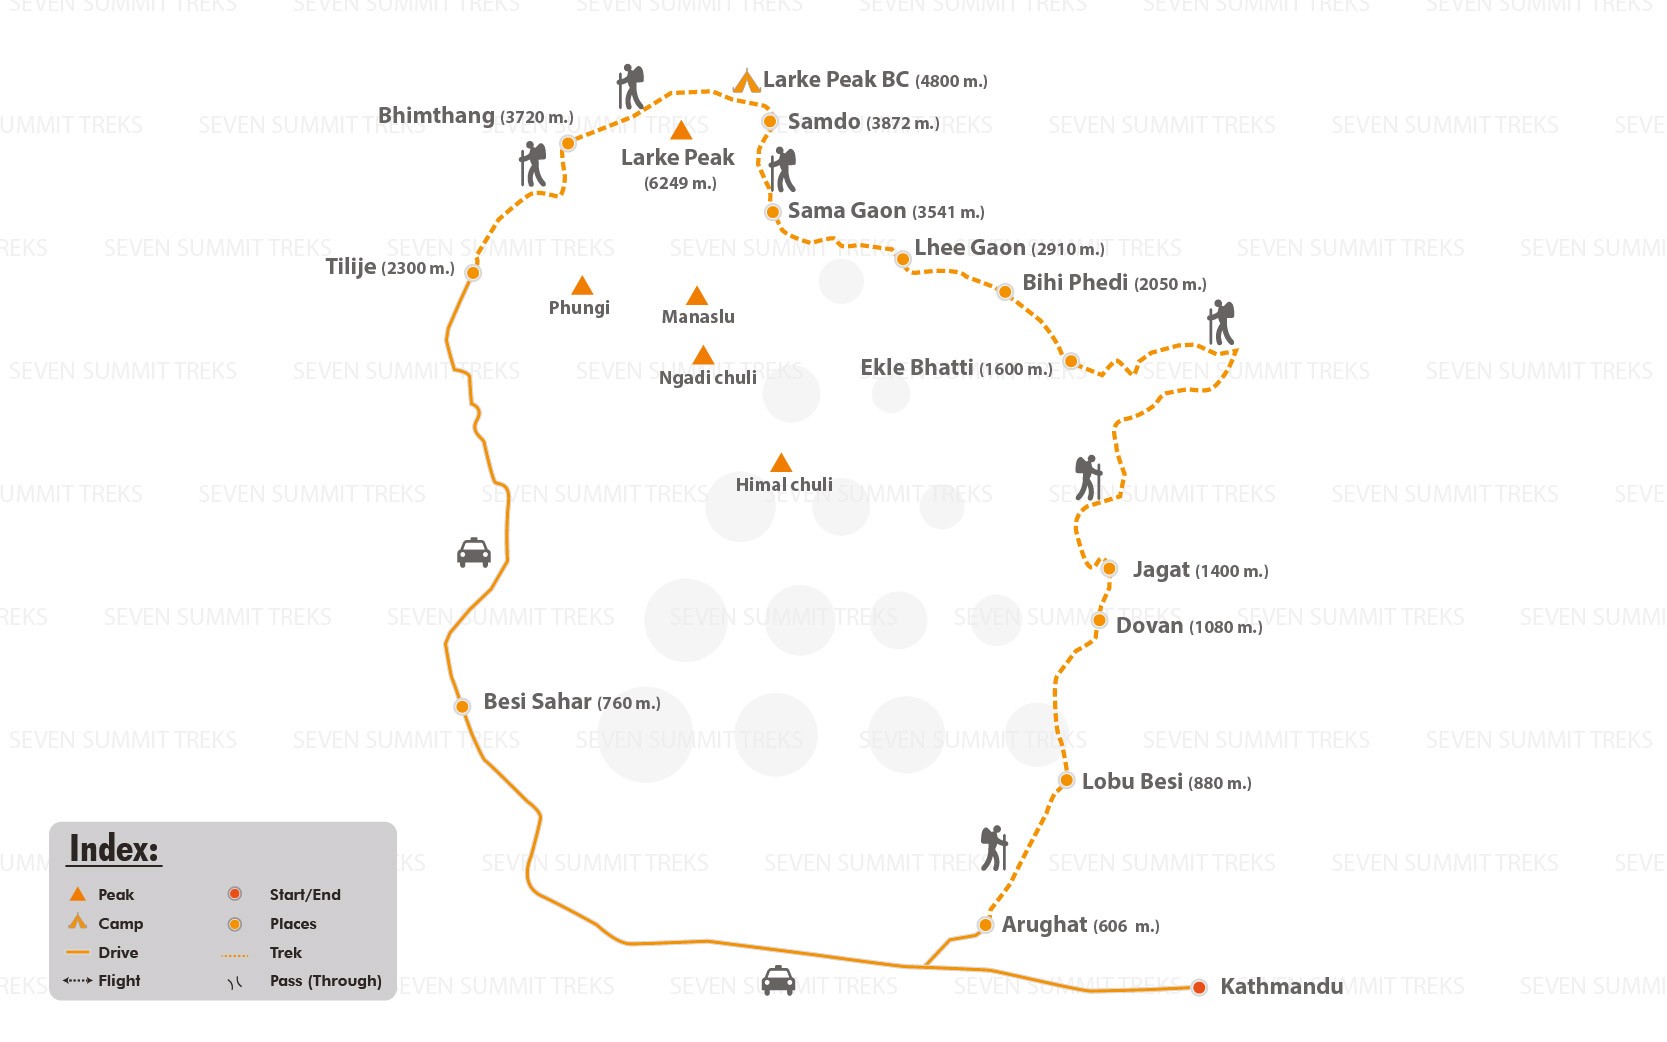 Larke Peak BC (4800 m.)
Bhimthang (3720 m.)
Samdo (3872 m.)
Larke Peak
(6249 m.)
Sama Gaon (3541 m.)
Lhee Gaon (2910 m.)
Tilije (2300 m.)
Bihi Phedi (2050 m.)
Phungi
Manaslu
Ekle Bhatti (1600 m.)
Ngadi chuli
Himal chuli
Jagat (1400 m.)
Dovan (1080 m.)
Besi Sahar (760 m.)
Lobu Besi (880 m.)
Arughat (606 m.)
Kathmandu
Index:
Peak
Start/End
Camp
Places
Drive
Trek
Flight
Pass (Through)
SEVEN SUMMIT TREKS